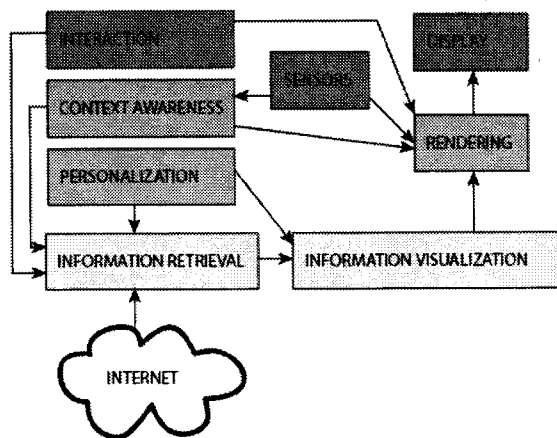 INTERACTION
DISPLAY
SENSORS
CONTEXT AWARENESS
RENDERING
PERSONALIZATION
INFORMATION RETRIEVAL
INFORMATION VISUALIZATION
INTERNET